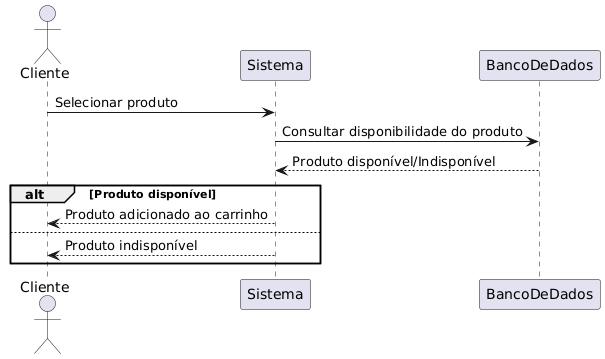 Cliente
Sistema
BancoDeDados
Selecionar produto
Consultar disponibilidade do produto
Produto disponível/Indisponível
alt
[Produto disponível]
Produto adicionado ao carrinho
Produto indisponível
Cliente
Sistema
BancoDeDados